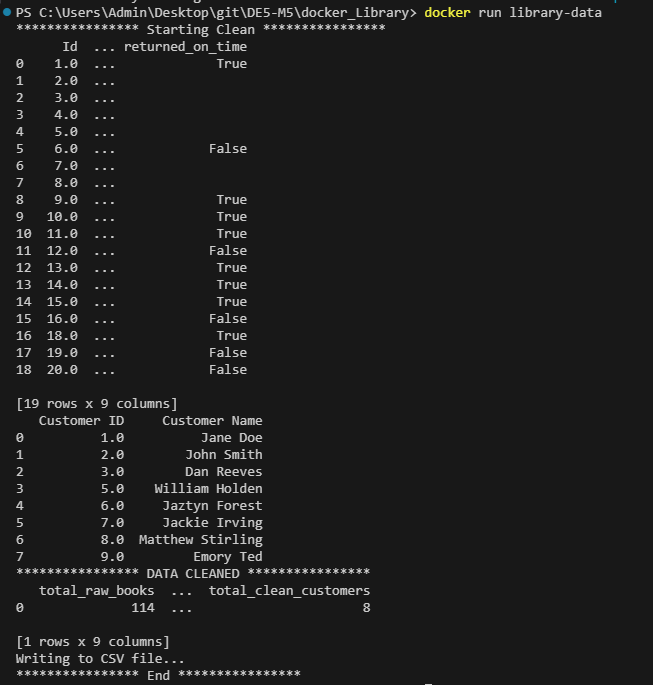 PS C:\Users\Admin\Desktop\git\DE5-M5\docker_Library> docker run library-data
**************** Starting Clean ****************
      Id  ... returned_on_time
0    1.0  ...             True
1    2.0  ...
2    3.0  ...
3    4.0  ...
4    5.0  ...
5    6.0  ...            False
6    7.0  ...
7    8.0  ...
8    9.0  ...             True
9   10.0  ...             True
10  11.0  ...             True
11  12.0  ...            False
12  13.0  ...             True
13  14.0  ...             True
14  15.0  ...             True
15  16.0  ...            False
16  18.0  ...             True
17  19.0  ...            False
18  20.0  ...            False
[19 rows x 9 columns]
   Customer ID     Customer Name
0          1.0          Jane Doe
1          2.0        John Smith
2          3.0        Dan Reeves
3          5.0    William Holden
4          6.0     Jaztyn Forest
5          7.0     Jackie Irving
6          8.0  Matthew Stirling
7          9.0         Emory Ted
**************** DATA CLEANED ****************
   total_raw_books  ...  total_clean_customers
0              114  ...                      8
[1 rows x 9 columns]
Writing to CSV file...
**************** End ****************